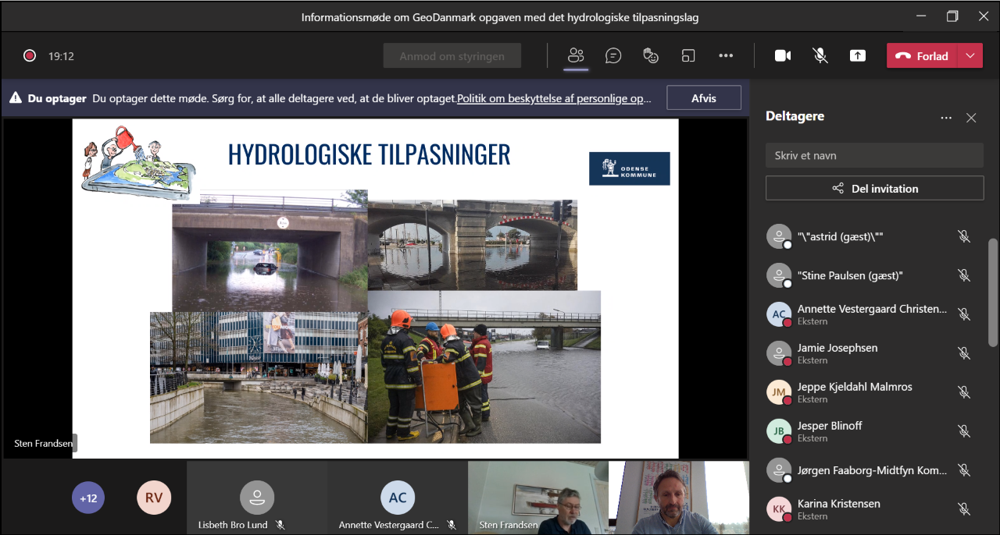 Informationsmøde om GeoDanmark opgaven med det hydrologiske tilpasningslag
19:12
Anmod om styringen
Forlad
Du optager Du optager dette møde. Sørg for, at alle deltagere ved, at de bliver optaget.Politik om beskyttelse af personlige op...
Afvis
HYDROLOGISKE TILPASNINGER
ODENSE
KOMMUNE
Sten Frandsen
+12
RV
Lisbeth Bro Lund
AC
Annette Vestergaard C...
Sten Frandsen
Deltagere
Skriv et navn
Del invitation
"\"astrid (gæst)\""
"Stine Paulsen (gæst)"
AC
Annette Vestergaard Christen...
Ekstern
Jamie Josephsen
Ekstern
JM
Jeppe Kjeldahl Malmros
Ekstern
JB
Jesper Blinoff
Ekstern
Jørgen Faaborg-Midtfyn Kom...
KK
Karina Kristensen
Ekstern